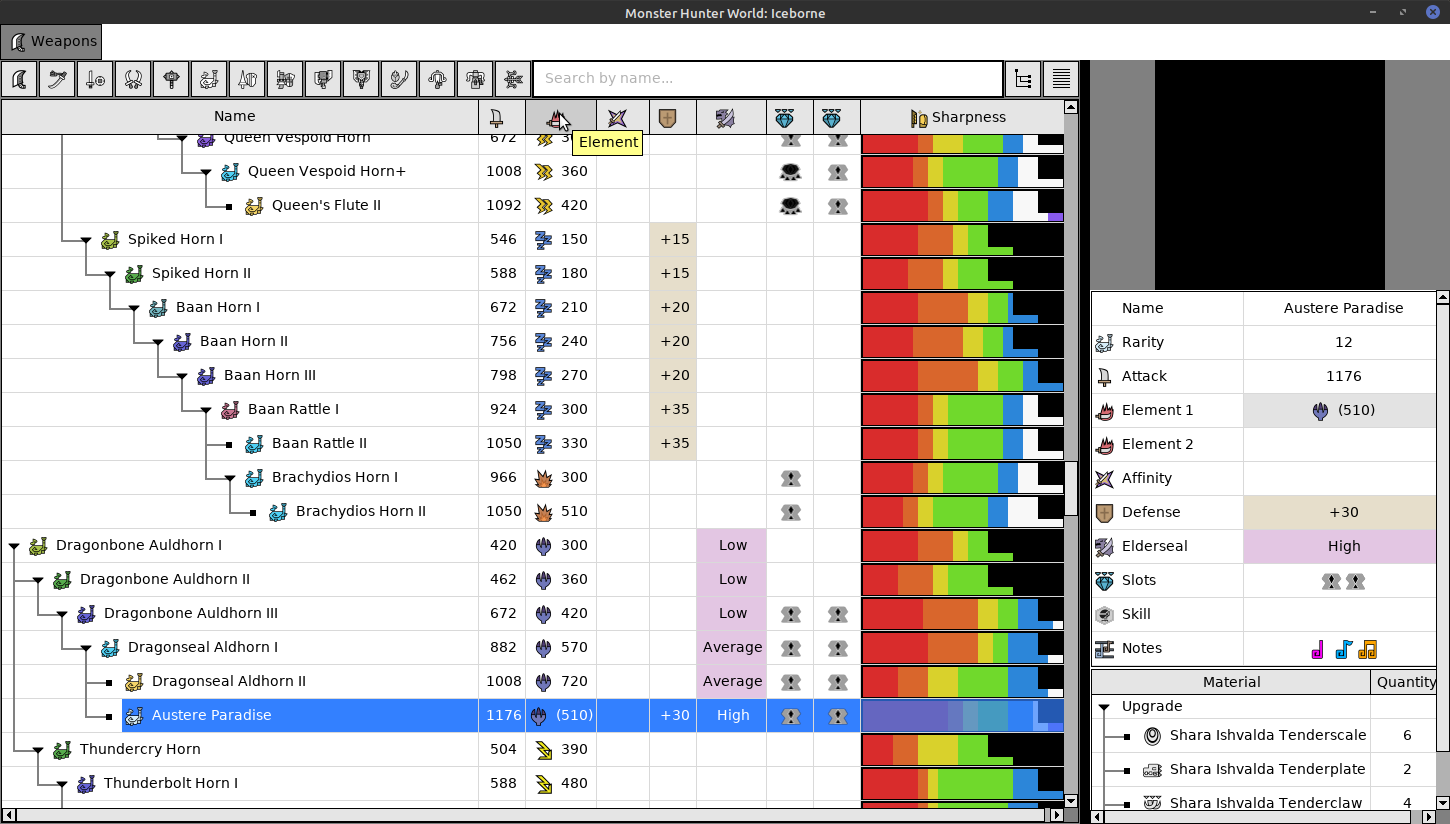 Monster Hunter World: Iceborne
Weapons
Search by name...
Name
Sharpness
Element
Queen Vespoid Horn 672
Queen Vespoid Horn+ 1008 360
Queen's Flute II 1092 420
Spiked Horn I 546 150 +15
Spiked Horn II 588 180 +15
Baan Horn I 672 210 +20
Baan Horn II 756 240 +20
Baan Horn III 798 270 +20
Baan Rattle I 924 300 +35
Baan Rattle II 1050 330 +35
Brachydios Horn I 966 300
Brachydios Horn II 1050 510
Dragonbone Auldhorn I 420 300 Low
Dragonbone Auldhorn II 462 360 Low
Dragonbone Auldhorn III 672 420 Low
Dragonseal Aldhorn I 882 570 Average
Dragonseal Aldhorn II 1008 720 Average
Austere Paradise 1176 (510) +30 High
Thundercry Horn 504 390
Thunderbolt Horn I 588 480
Name Austere Paradise
Rarity 12
Attack 1176
Element 1 (510)
Element 2
Affinity
Defense +30
Elderseal High
Slots
Skill
Notes
Material Quantity
Upgrade
Shara Ishvalda Tenderscale 6
Shara Ishvalda Tenderplate 2
Shara Ishvalda Tenderclaw 4